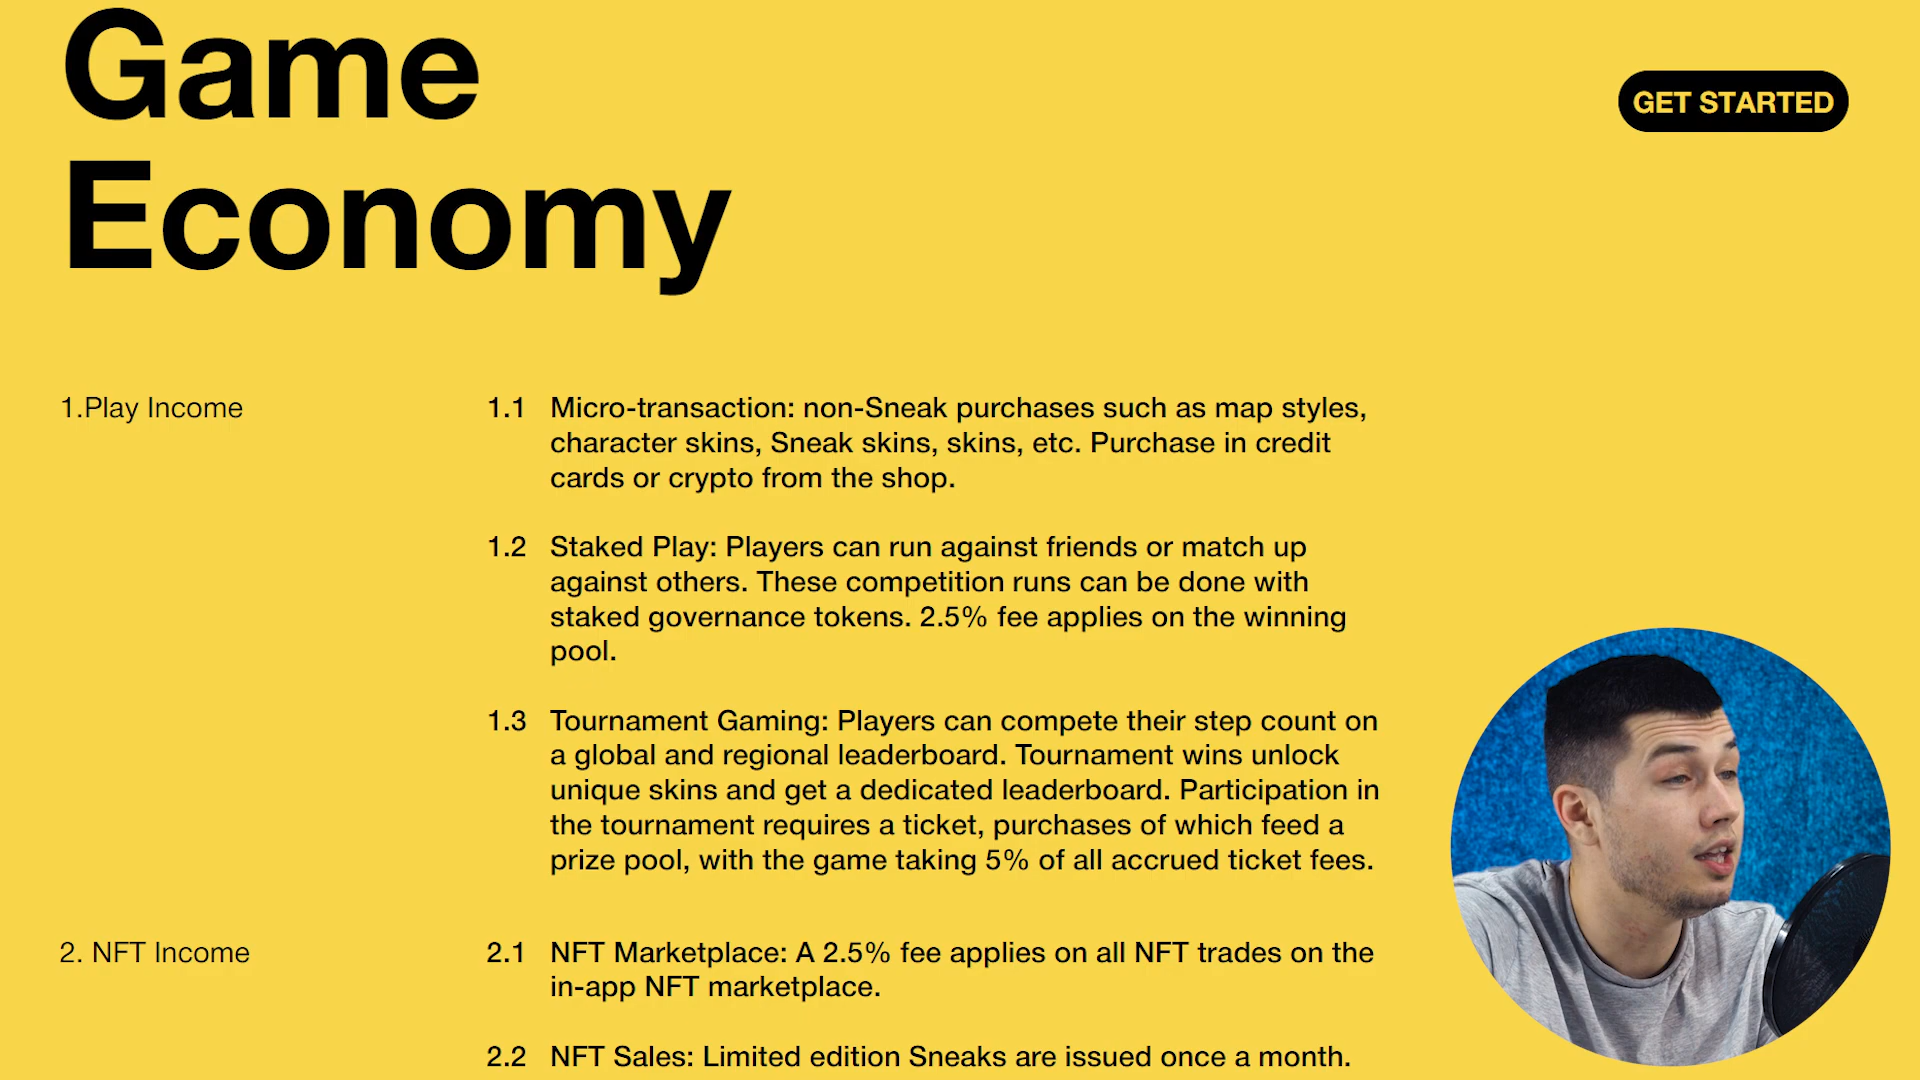 Game
Economy
GET STARTED
1.Play Income
1.1 Micro-transaction: non-Sneak purchases such as map styles,
character skins, Sneak skins, skins, etc. Purchase in credit
cards or crypto from the shop.
1.2 Staked Play: Players can run against friends or match up
against others. These competition runs can be done with
staked governance tokens. 2.5% fee applies on the winning
pool.
1.3 Tournament Gaming: Players can compete their step count on
a global and regional leaderboard. Tournament wins unlock
unique skins and get a dedicated leaderboard. Participation in
the tournament requires a ticket, purchases of which feed a
prize pool, with the game taking 5% of all accrued ticket fees.
2. NFT Income
2.1 NFT Marketplace: A 2.5% fee applies on all NFT trades on the
in-app NFT marketplace.
2.2 NFT Sales: Limited edition Sneaks are issued once a month.